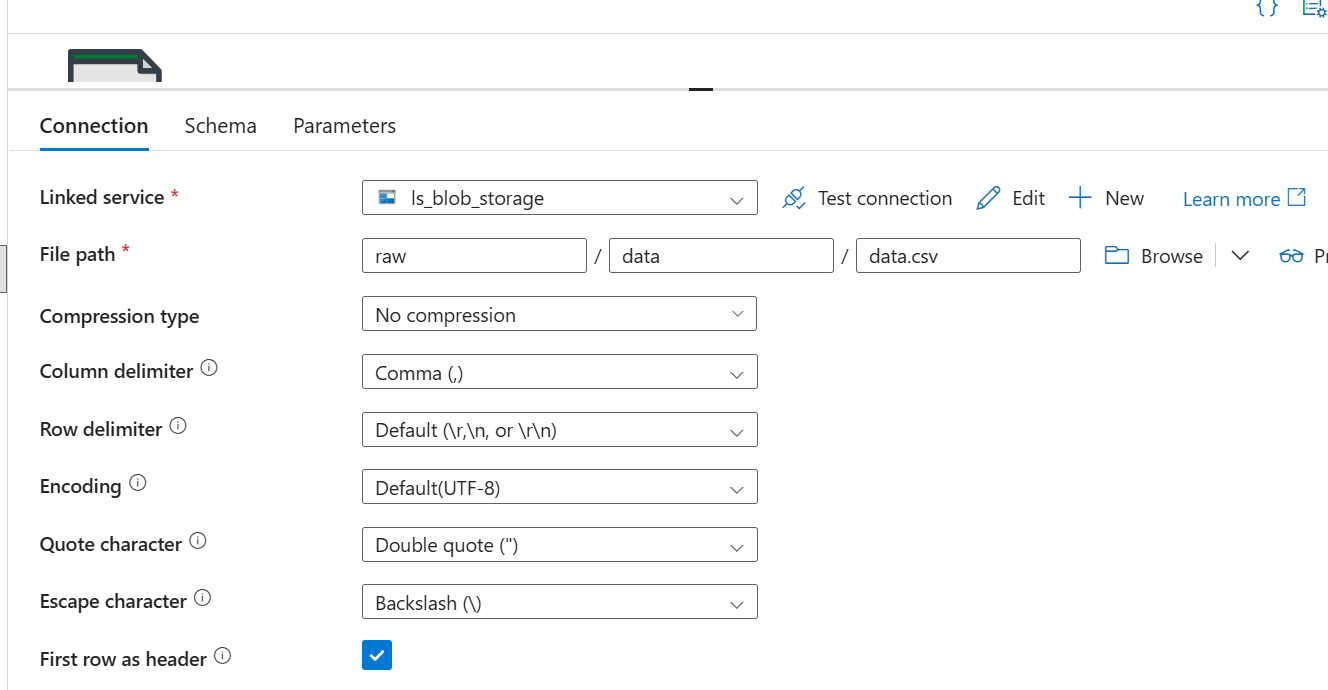 {}
Connection Schema Parameters
Linked service * ls_blob_storage Test connection Edit New Learn more
File path * raw / data / data.csv Browse Pr
Compression type No compression
Column delimiter Comma (,)
Row delimiter Default (\r,\n, or \r\n)
Encoding Default(UTF-8)
Quote character Double quote (")
Escape character Backslash (\)
First row as header